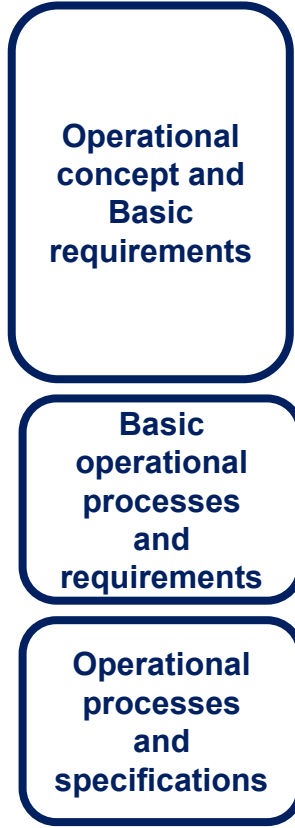 Operational
concept and
Basic
requirements
Basic
operational
processes
and
requirements
Operational
processes
and
specifications